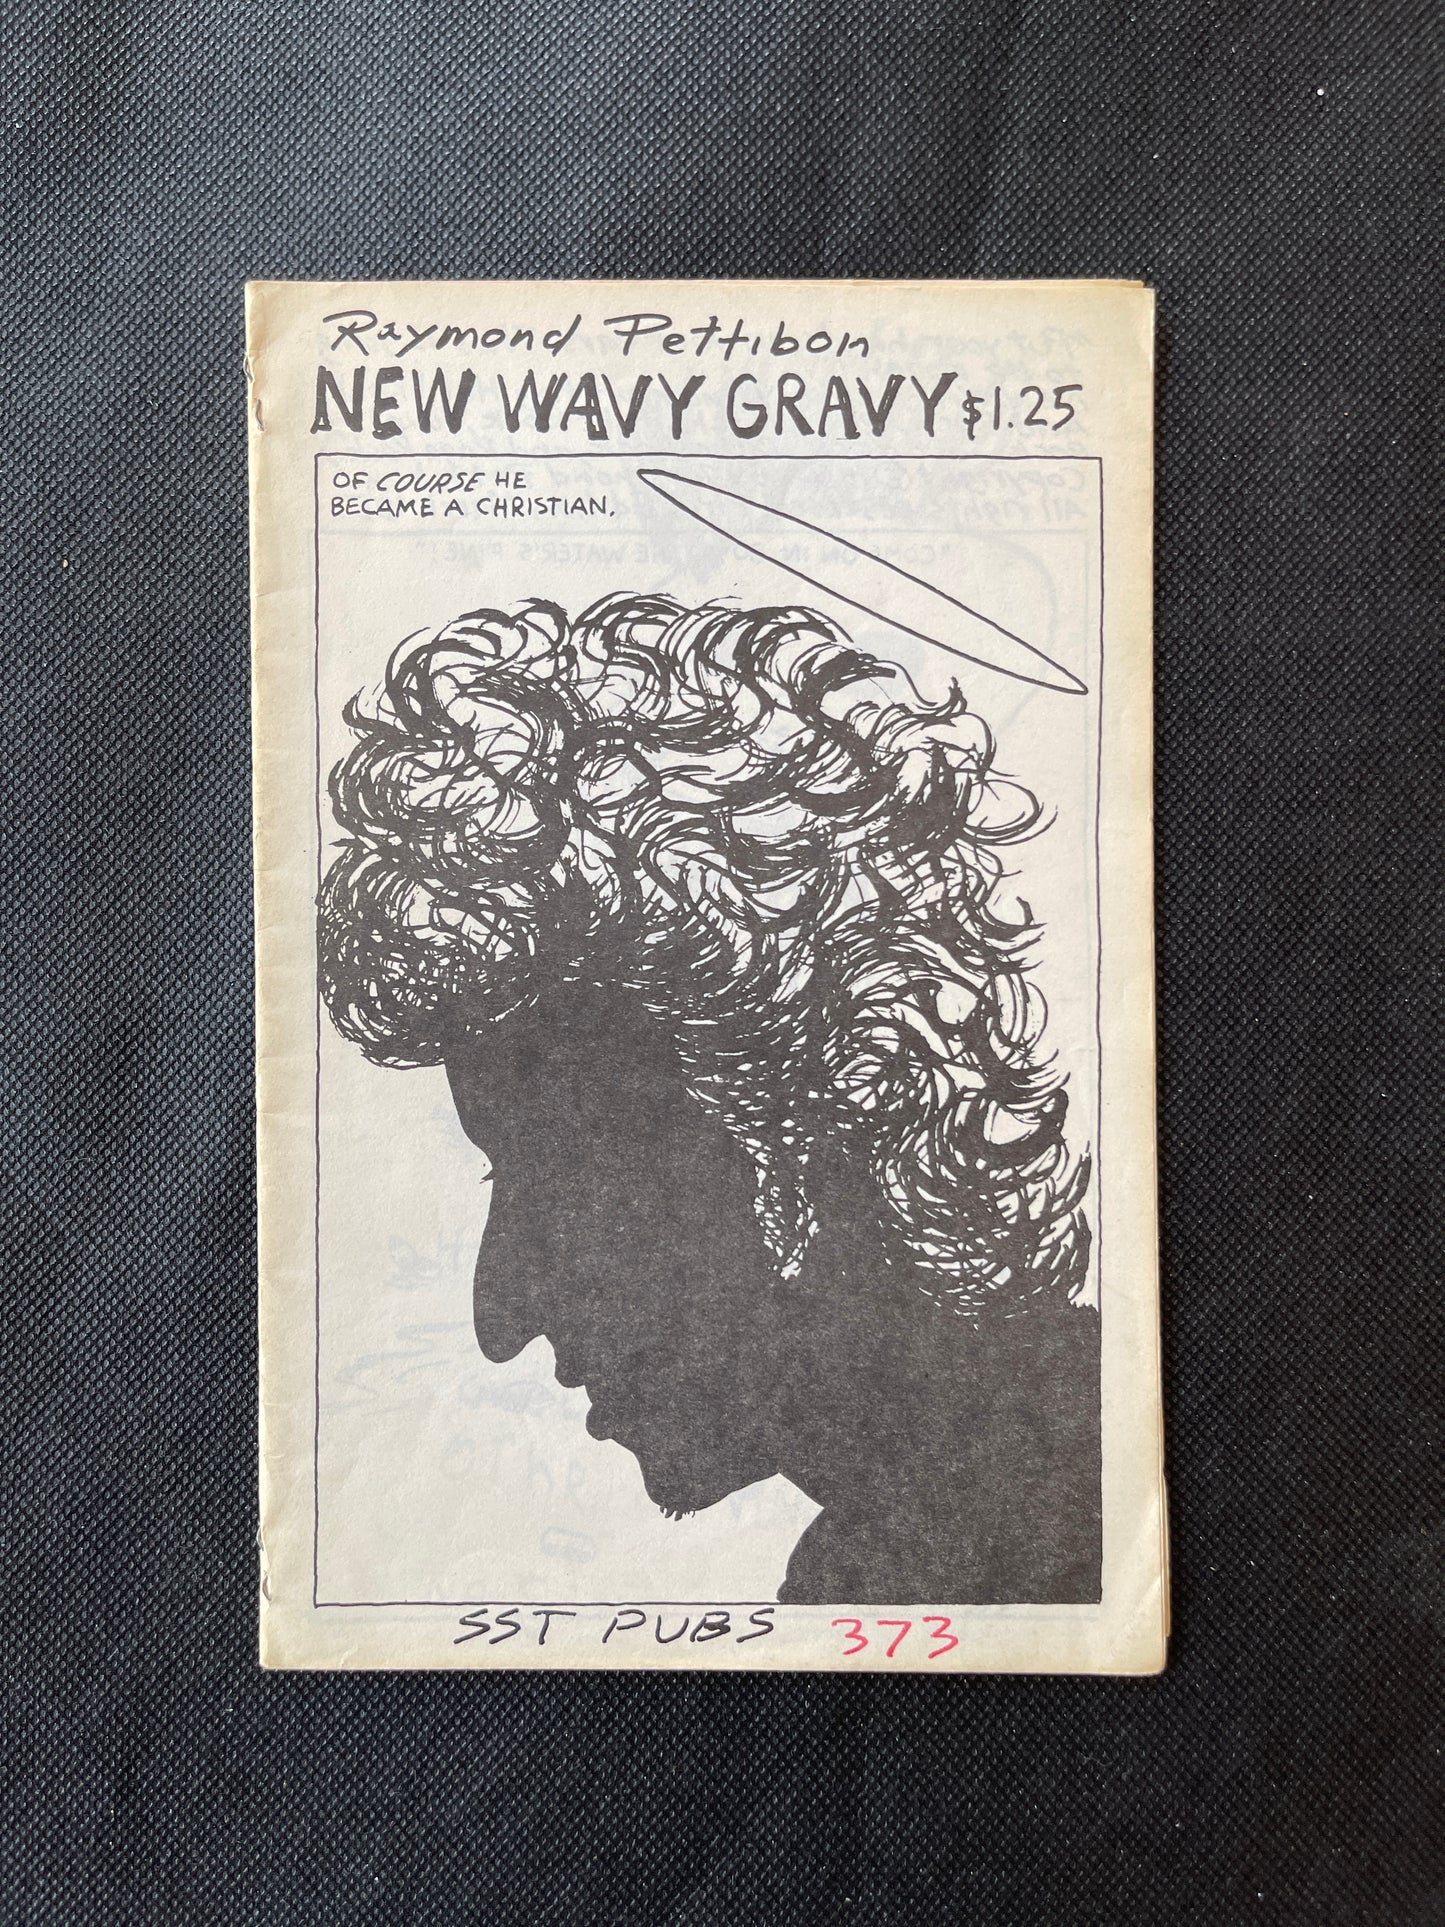 Raymond Pettibon
NEW WAVY GRAVY $1.25
OF COURSE HE
BECAME A CHRISTIAN.
SST PUBS 373